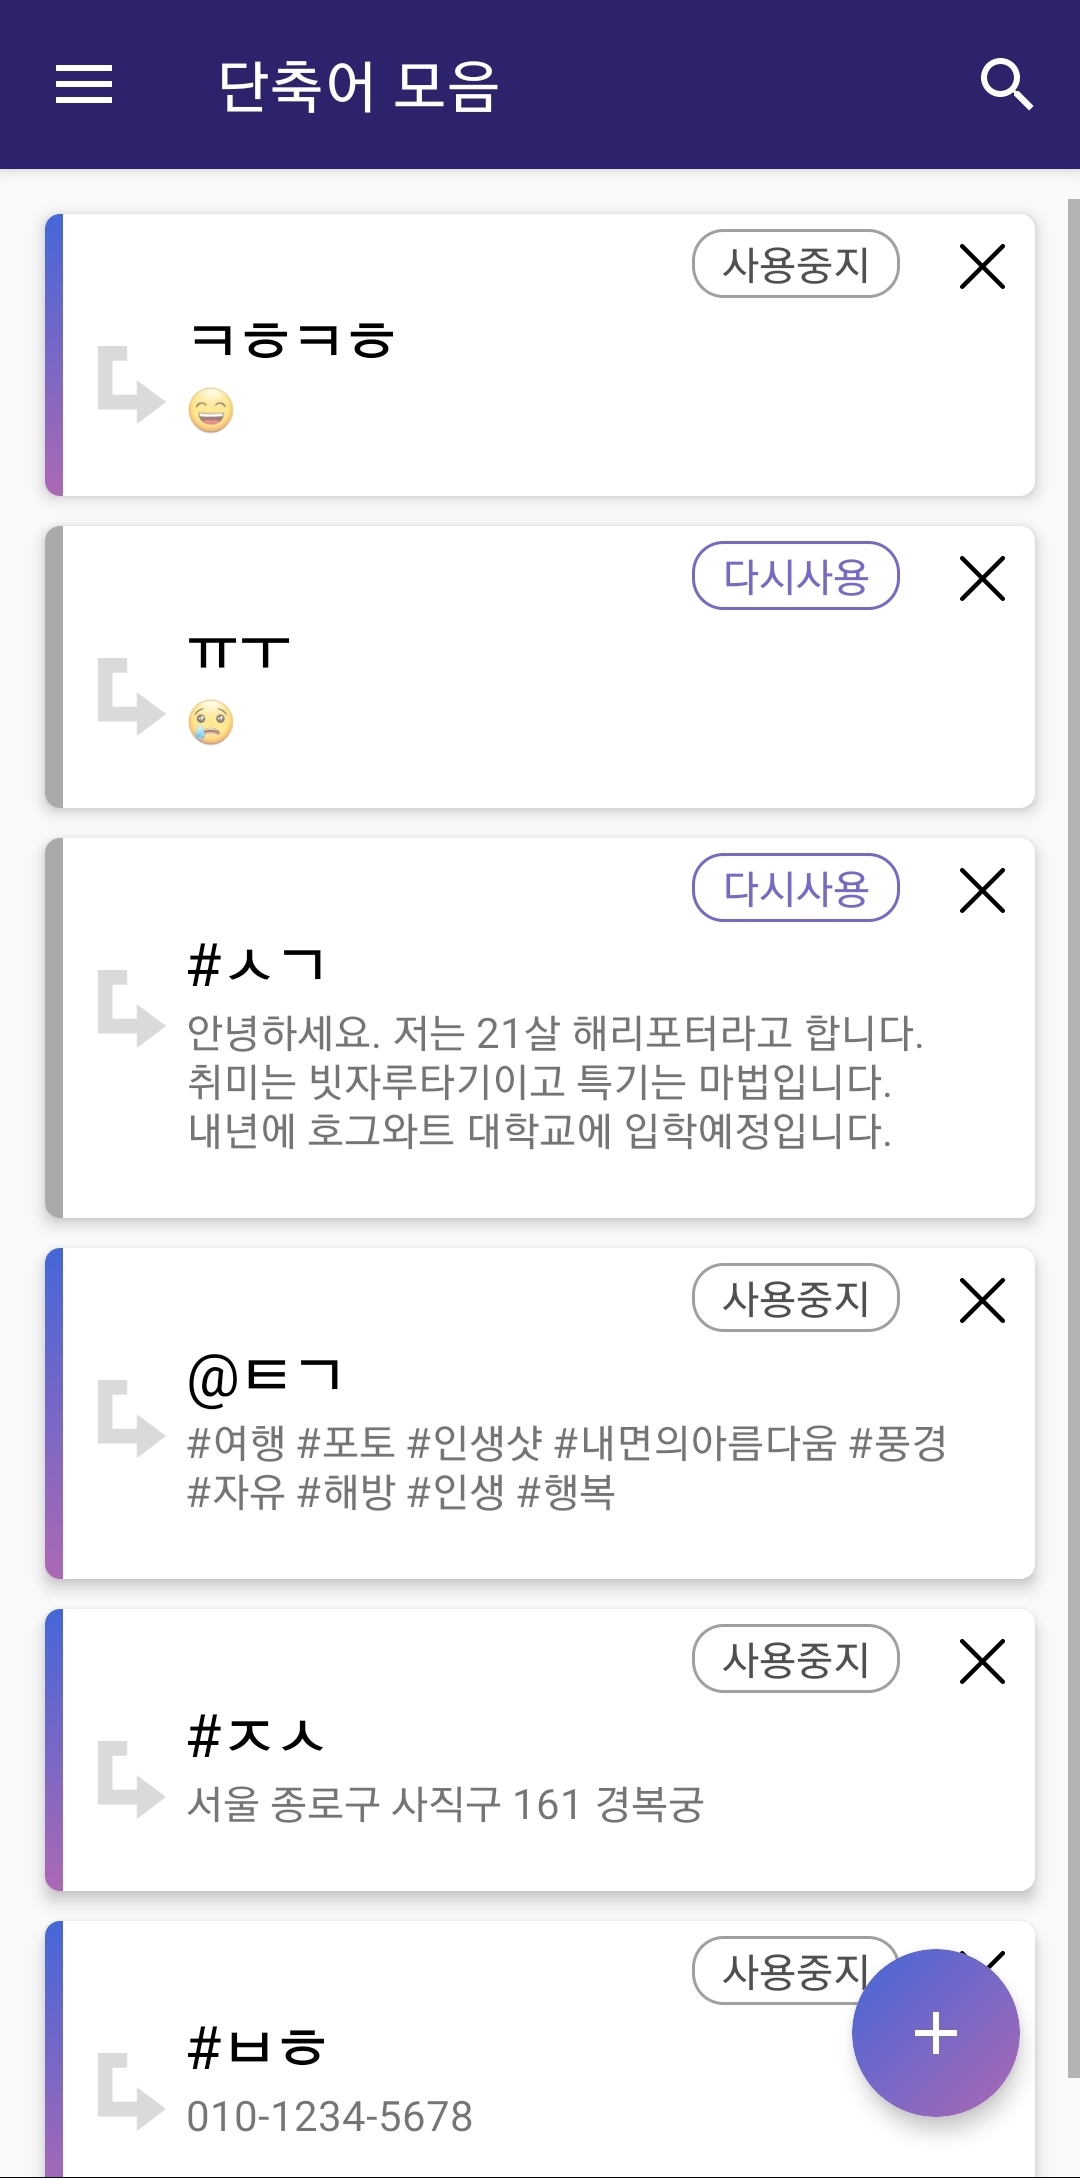 단축어 모음
사용중지
ㅋㅎㅋㅎ
😄
다시사용
ㅠㅜ
😢
다시사용
#ㅅㄱ
안녕하세요. 저는 21살 해리포터라고 합니다.
취미는 빗자루타기이고 특기는 마법입니다.
내년에 호그와트 대학교에 입학예정입니다.
사용중지
@ㅌㄱ
#여행 #포토 #인생샷 #내면의아름다움 #풍경
#자유 #해방 #인생 #행복
사용중지
#ㅈㅅ
서울 종로구 사직구 161 경복궁
사용중지
#ㅂㅎ
010-1234-5678